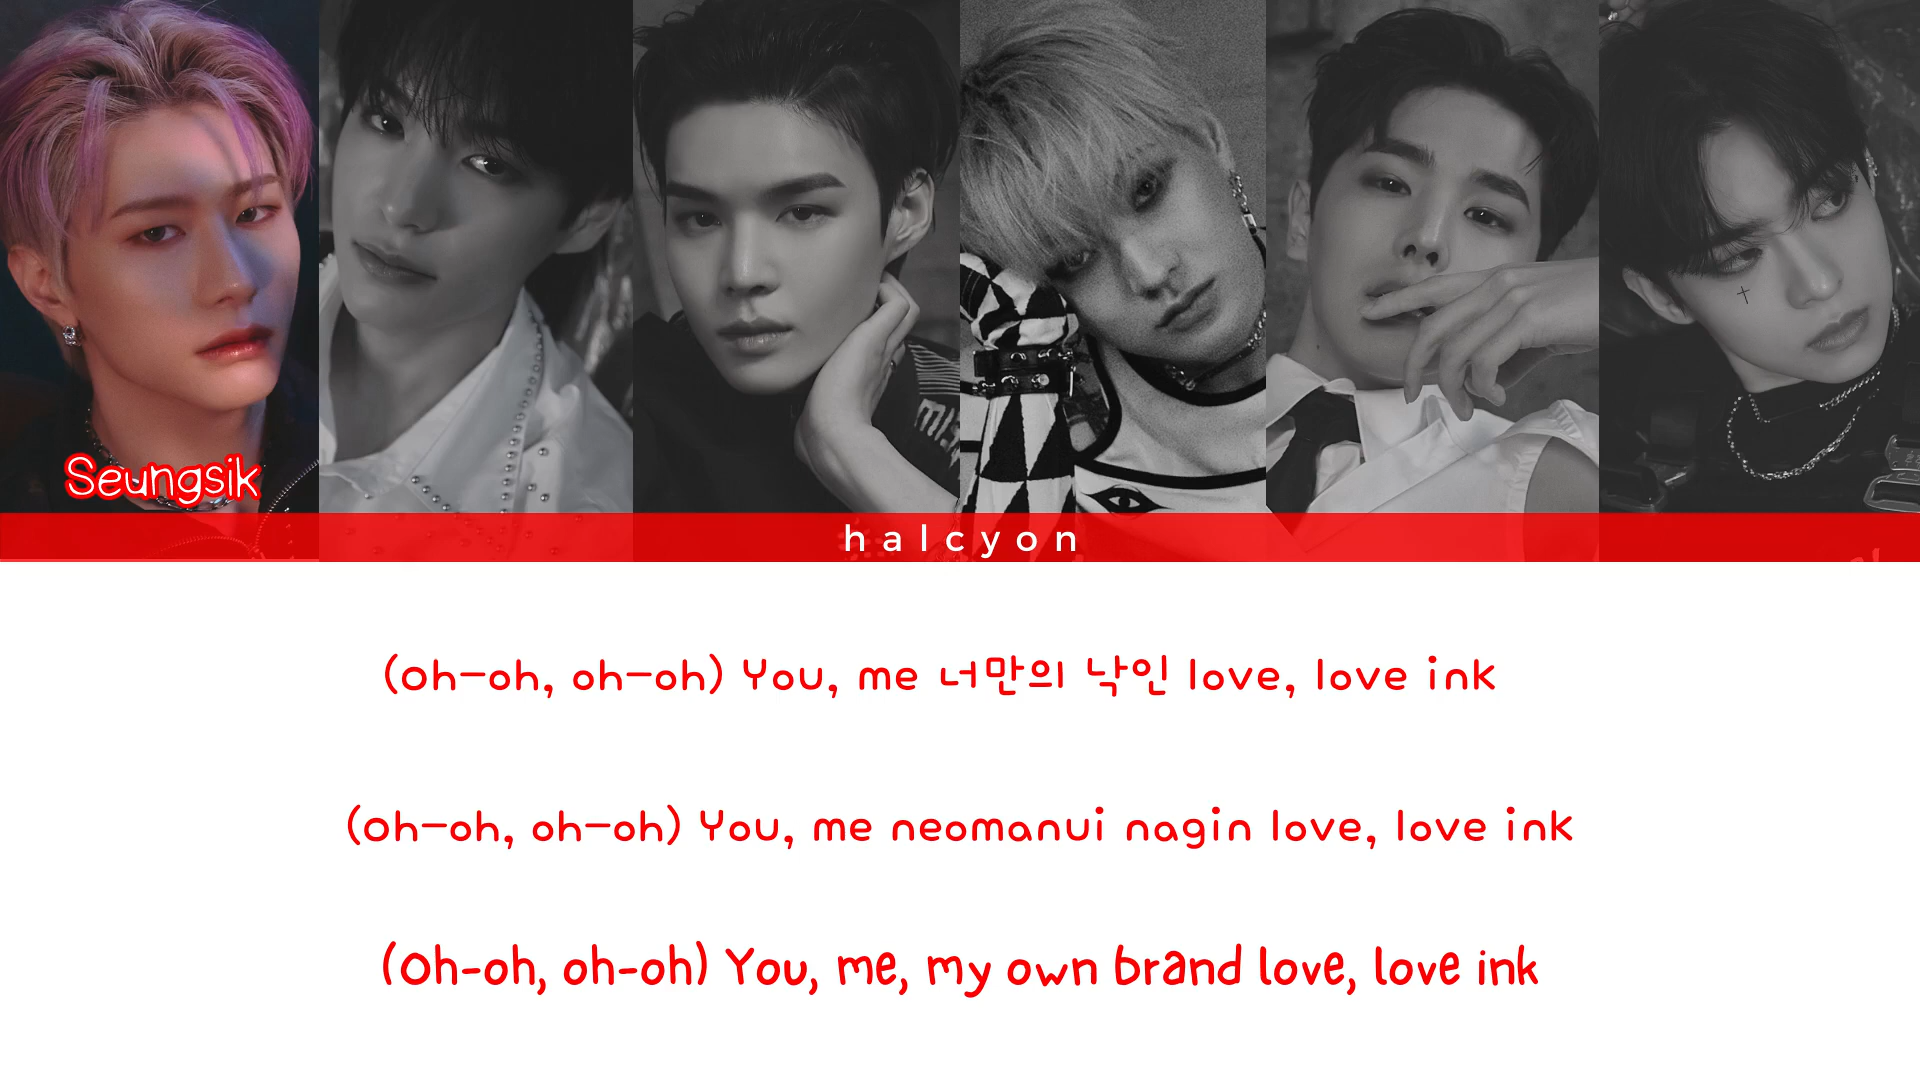 Seungsik
halcyon
(Oh-oh, oh-oh) You, me 너만의 낙인 love, love ink
(Oh-oh, oh-oh) You, me neomanui nagin love, love ink
(Oh-oh, oh-oh) You, me, my own brand love, love ink